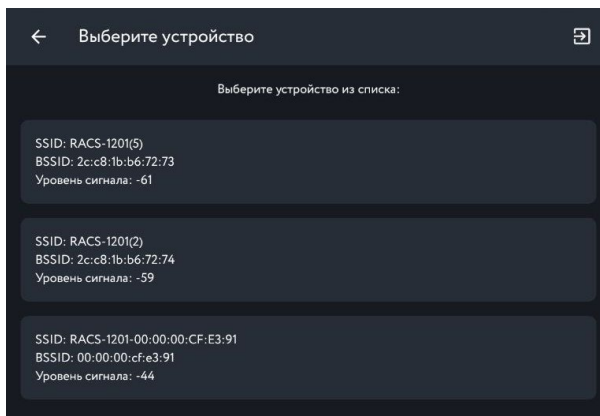 Выберите устройство
Выберите устройство из списка:
SSID: RACS-1201(5)
BSSID: 2c:c8:1b:b6:72:73
Уровень сигнала: -61
SSID: RACS-1201(2)
BSSID: 2c:c8:1b:b6:72:74
Уровень сигнала: -59
SSID: RACS-1201-00:00:00:CF:E3:91
BSSID: 00:00:00:cf:e3:91
Уровень сигнала: -44